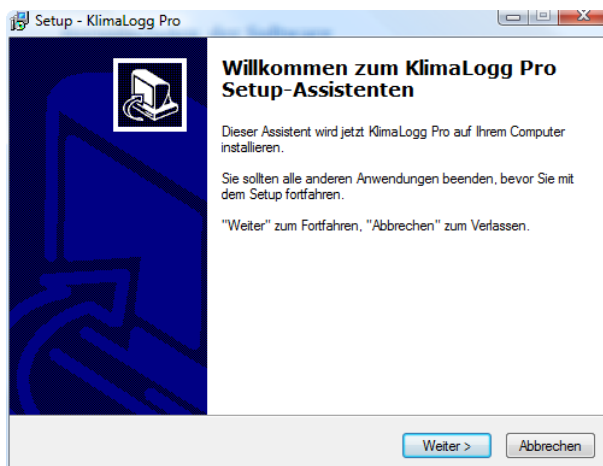 Setup - KlimaLogg Pro
Willkommen zum KlimaLogg Pro
Setup-Assistenten
Dieser Assistent wird jetzt KlimaLogg Pro auf Ihrem Computer
installieren.
Sie sollten alle anderen Anwendungen beenden, bevor Sie mit
dem Setup fortfahren.
"Weiter" zum Fortfahren, "Abbrechen" zum Verlassen.
Weiter >
Abbrechen